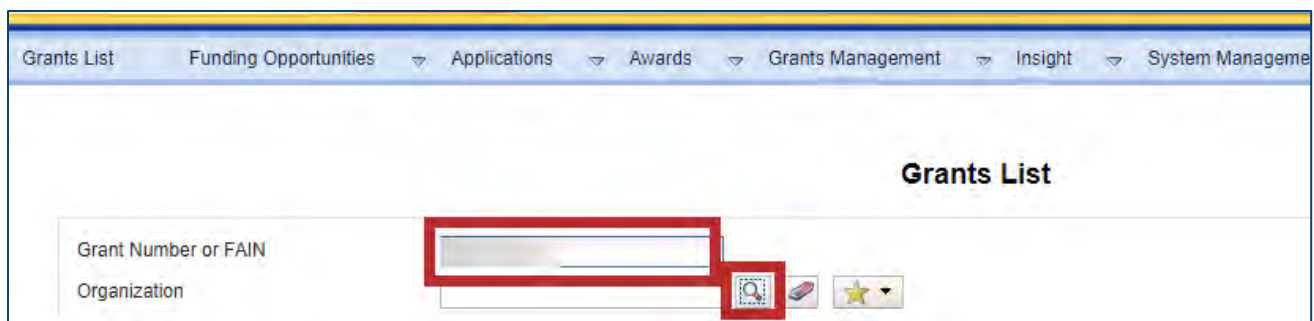 Grants List Funding Opportunities Applications Awards Grants Management Insight System Manageme
Grants List
Grant Number or FAIN
Organization